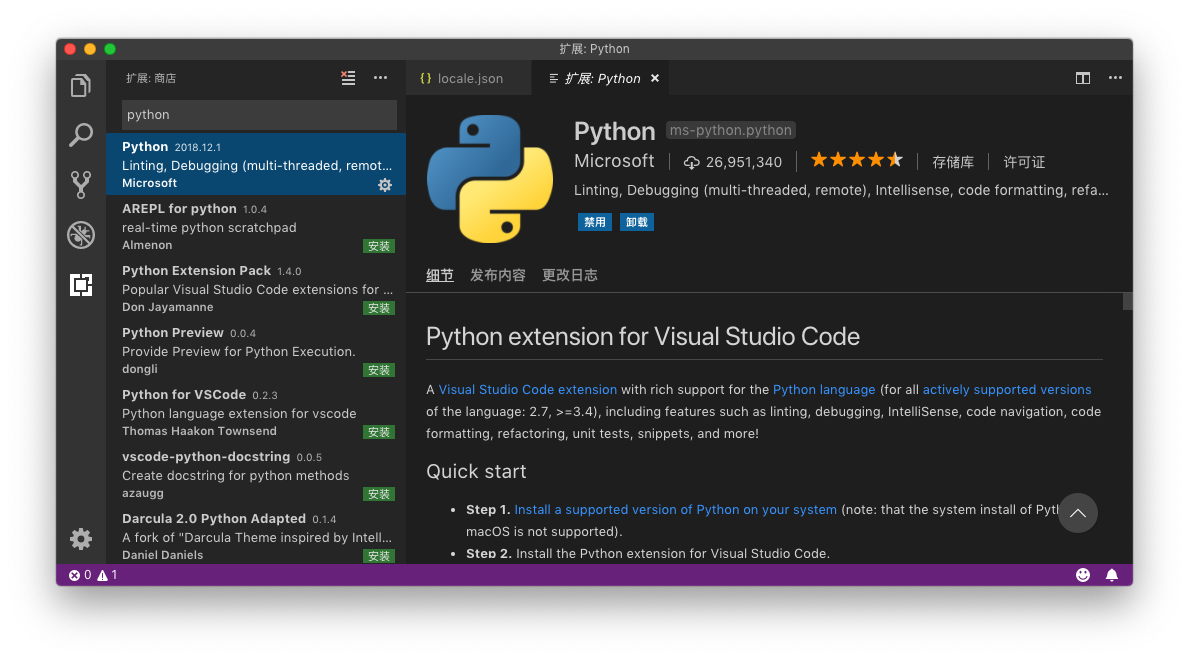 扩展: Python
扩展: 商店
python
Python 2018.12.1
Linting, Debugging (multi-threaded, remot...
Microsoft
AREPL for python 1.0.4
real-time python scratchpad
Almenon
安装
Python Extension Pack 1.4.0
Popular Visual Studio Code extensions for ...
Don Jayamanne
安装
Python Preview 0.0.4
Provide Preview for Python Execution.
dongli
安装
Python for VSCode 0.2.3
Python language extension for vscode
Thomas Haakon Townsend
安装
vscode-python-docstring 0.0.5
Create docstring for python methods
azaugg
安装
Darcula 2.0 Python Adapted 0.1.4
A fork of "Darcula Theme inspired by Intell...
Daniel Daniels
安装
{} locale.json
扩展: Python
Python ms-python.python
Microsoft 26,951,340 存储库 许可证
Linting, Debugging (multi-threaded, remote), Intellisense, code formatting, refa...
禁用 卸载
细节 发布内容 更改日志
Python extension for Visual Studio Code
A Visual Studio Code extension with rich support for the Python language (for all actively supported versions
of the language: 2.7, >=3.4), including features such as linting, debugging, IntelliSense, code navigation, code
formatting, refactoring, unit tests, snippets, and more!
Quick start
• Step 1. Install a supported version of Python on your system (note: that the system install of Pyth
macOS is not supported).
• Step 2. Install the Python extension for Visual Studio Code.
0 1